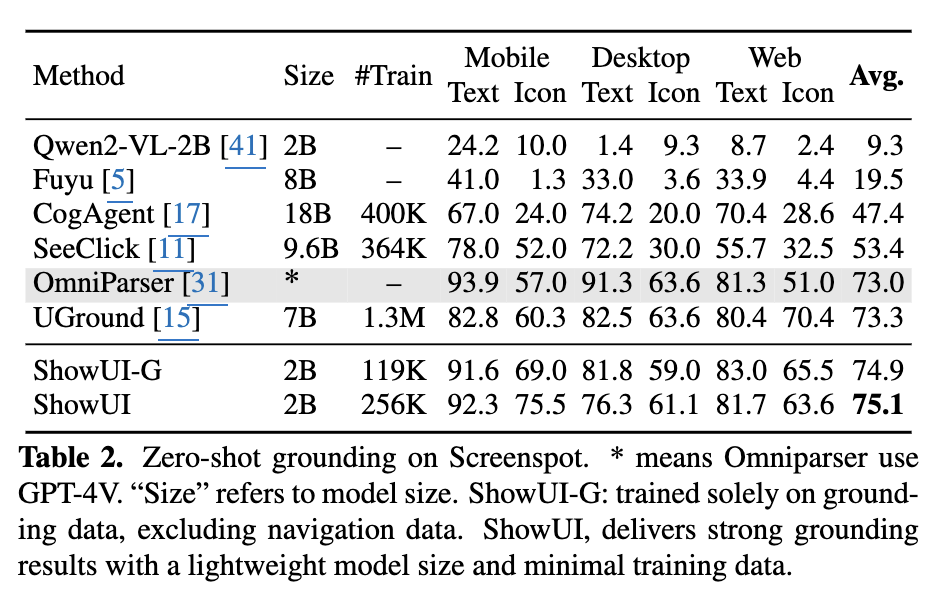 Method Size #Train Mobile Desktop Web Avg.
Text Icon Text Icon Text Icon
Qwen2-VL-2B [41] 2B – 24.2 10.0 1.4 9.3 8.7 2.4 9.3
Fuyu [5] 8B – 41.0 1.3 33.0 3.6 33.9 4.4 19.5
CogAgent [17] 18B 400K 67.0 24.0 74.2 20.0 70.4 28.6 47.4
SeeClick [11] 9.6B 364K 78.0 52.0 72.2 30.0 55.7 32.5 53.4
OmniParser [31] * – 93.9 57.0 91.3 63.6 81.3 51.0 73.0
UGround [15] 7B 1.3M 82.8 60.3 82.5 63.6 80.4 70.4 73.3
ShowUI-G 2B 119K 91.6 69.0 81.8 59.0 83.0 65.5 74.9
ShowUI 2B 256K 92.3 75.5 76.3 61.1 81.7 63.6 75.1
Table 2. Zero-shot grounding on Screenspot. * means Omniparser use
GPT-4V. “Size” refers to model size. ShowUI-G: trained solely on ground-
ing data, excluding navigation data. ShowUI, delivers strong grounding
results with a lightweight model size and minimal training data.